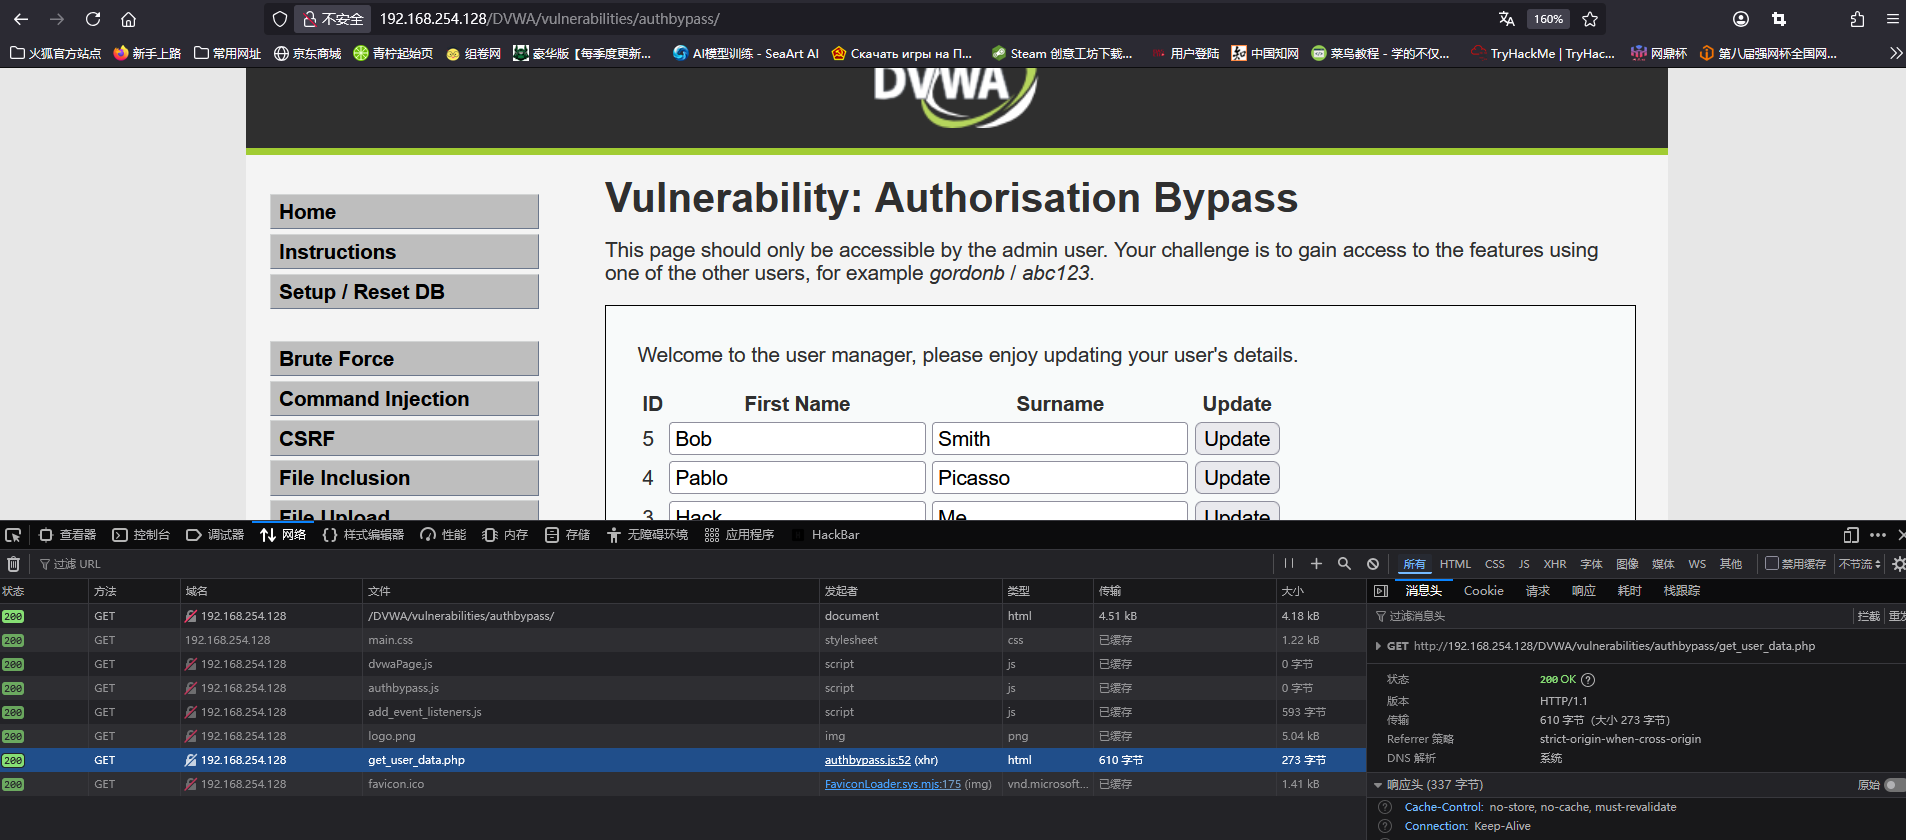 不安全 192.168.254.128/DVWA/vulnerabilities/authbypass/ 160%
火狐官方站点 新手上路 常用网址 京东商城 青柠起始页 组卷网 豪华版【每季度更新... AI模型训练 - SeaArt AI Скачать игры на П... Steam 创意工坊下载... 用户登陆 中国知网 菜鸟教程 - 学的不仅... TryHackMe | TryHac... 网鼎杯 第八届强网杯全国网...
DVWA
Vulnerability: Authorisation Bypass
This page should only be accessible by the admin user. Your challenge is to gain access to the features using
one of the other users, for example gordonb / abc123.
Home
Instructions
Setup / Reset DB
Brute Force
Command Injection
CSRF
File Inclusion
File Upload
Welcome to the user manager, please enjoy updating your user's details.
ID First Name Surname Update
5 Bob Smith Update
4 Pablo Picasso Update
3 Hack Me Update
查看器 控制台 调试器 网络 样式编辑器 性能 内存 存储 无障碍环境 应用程序 HackBar
过滤 URL 所有 HTML CSS JS XHR 字体 图像 媒体 WS 其他 禁用缓存 不节流
状态 方法 域名 文件 发起者 类型 传输 大小
200 GET 192.168.254.128 /DVWA/vulnerabilities/authbypass/ document html 4.51 kB 4.18 kB
200 GET 192.168.254.128 main.css stylesheet css 已缓存 1.22 kB
200 GET 192.168.254.128 dvwaPage.js script js 已缓存 0 字节
200 GET 192.168.254.128 authbypass.js script js 已缓存 0 字节
200 GET 192.168.254.128 add_event_listeners.js script js 已缓存 593 字节
200 GET 192.168.254.128 logo.png img png 已缓存 5.04 kB
200 GET 192.168.254.128 get_user_data.php authbypass.js:52 (xhr) html 610 字节 273 字节
200 GET 192.168.254.128 favicon.ico FaviconLoader.sys.mjs:175 (img) vnd.microsoft... 已缓存 1.41 kB
消息头 Cookie 请求 响应 耗时 栈跟踪
过滤消息头 拦截 重发
GET http://192.168.254.128/DVWA/vulnerabilities/authbypass/get_user_data.php
状态 200 OK
版本 HTTP/1.1
传输 610 字节（大小 273 字节）
Referrer 策略 strict-origin-when-cross-origin
DNS 解析 系统
响应头 (337 字节) 原始
Cache-Control: no-store, no-cache, must-revalidate
Connection: Keep-Alive